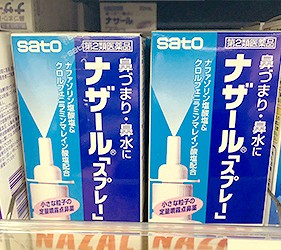 sato
第2類医薬品
鼻づまり・鼻水に
ナザール®「スプレー」
ナファゾリン塩酸塩&
クロルフェニラミンマレイン酸塩配合
小さな粒子の
定量噴霧点鼻薬
sato
第2類医薬品
鼻づまり・鼻水に
ナザール®「スプレー」
ナファゾリン塩酸塩&
クロルフェニラミンマレイン酸塩配合
小さな粒子の
定量噴霧点鼻薬
NAZAL
NAZAL